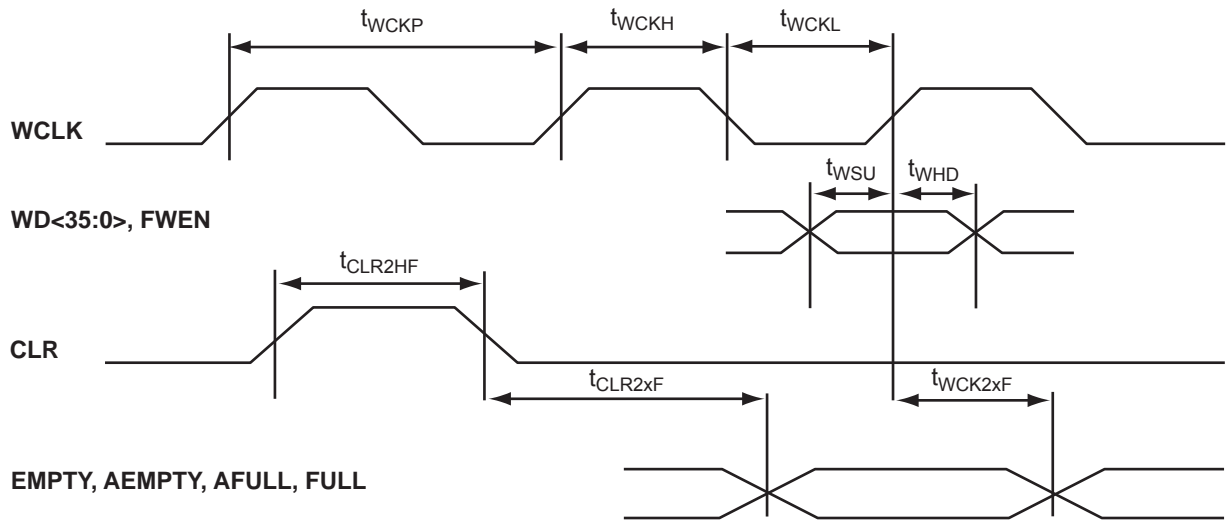 tWCKP tWCKH tWCKL
WCLK
tWSU tWHD
WD<35:0>, FWEN
tCLR2HF
CLR
tCLR2xF tWCK2xF
EMPTY, AEMPTY, AFULL, FULL